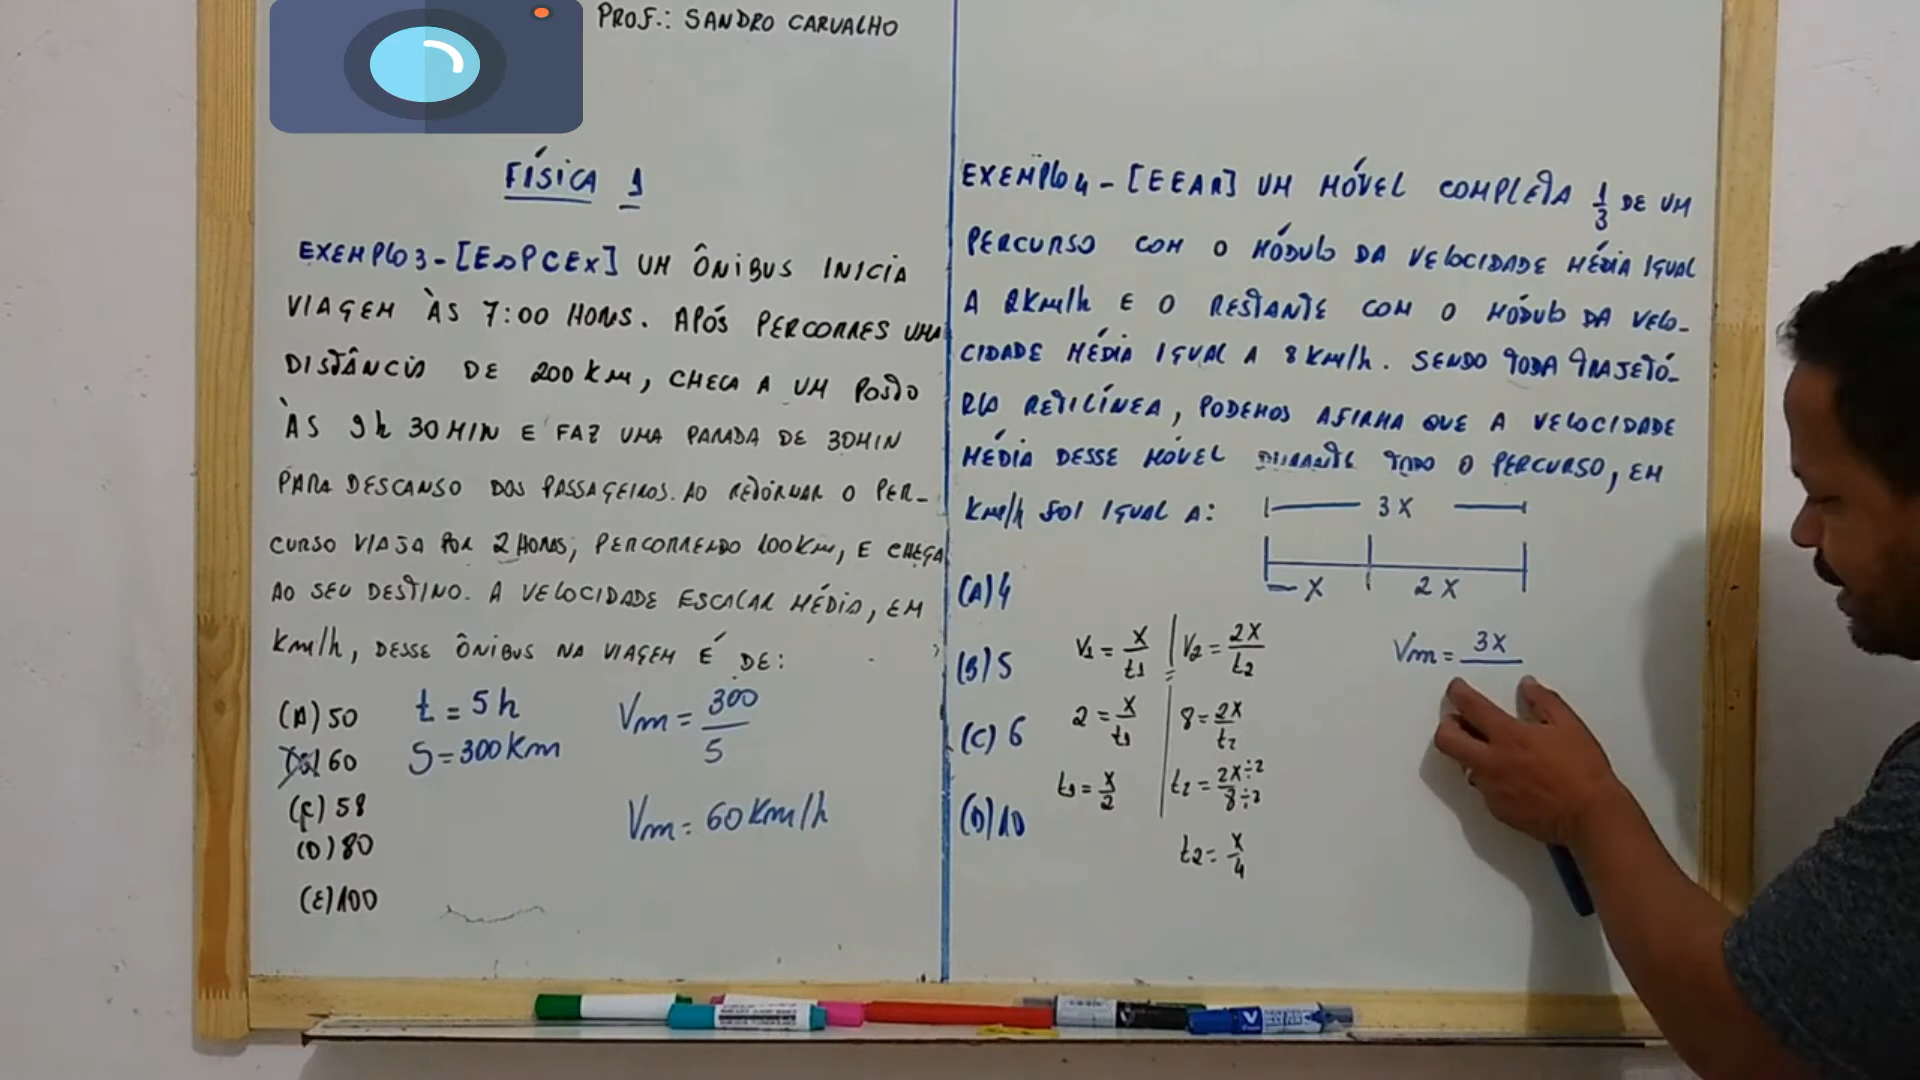 PROF.: SANDRO CARVALHO
FÍSICA 1
EXEMPLO 3 - [ESPCEX] UM ÔNIBUS INICIA
VIAGEM ÀS 7:00 HORAS. APÓS PERCORRES UMA
DISTÂNCIA DE 200 Km, CHEGA A UM POSTO
ÀS 9h 30 MIN E FAZ UMA PARADA DE 30MIN
PARA DESCANSO DOS PASSAGEIROS. AO RETORNAR O PER-
CURSO VIAJA POR 2 HORAS, PERCORRENDO 100 Km, E CHEGA
AO SEU DESTINO. A VELOCIDADE ESCALAR MÉDIA, EM
Km/h, DESSE ÔNIBUS NA VIAGEM É DE:
(A) 50
60
(C) 58
(D) 80
(E) 100
t = 5 h
S = 300 Km
Vm = 300/5
Vm = 60 Km/h
EXEMPLO 4 - [EEAR] UM MÓVEL COMPLETA 1/3 DE UM
PERCURSO COM O MÓDULO DA VELOCIDADE MÉDIA IGUAL
A 2Km/h E O RESTANTE COM O MÓDULO DA VELO-
CIDADE MÉDIA IGUAL A 8 Km/h. SENDO TODA TRAJETÓ-
RIA RETILÍNEA, PODEMOS AFIRMA QUE A VELOCIDADE
MÉDIA DESSE MÓVEL DURANTE TODO O PERCURSO, EM
Km/h FOI IGUAL A:
3X
X 2X
(A) 4
(B) 5
(C) 6
(D) 10
V1 = X/t1 V2 = 2X/t2
2 = X/t1 8 = 2X/t2
t1 = X/2 t2 = 2X÷2/8÷2
t2 = X/4
Vm = 3X